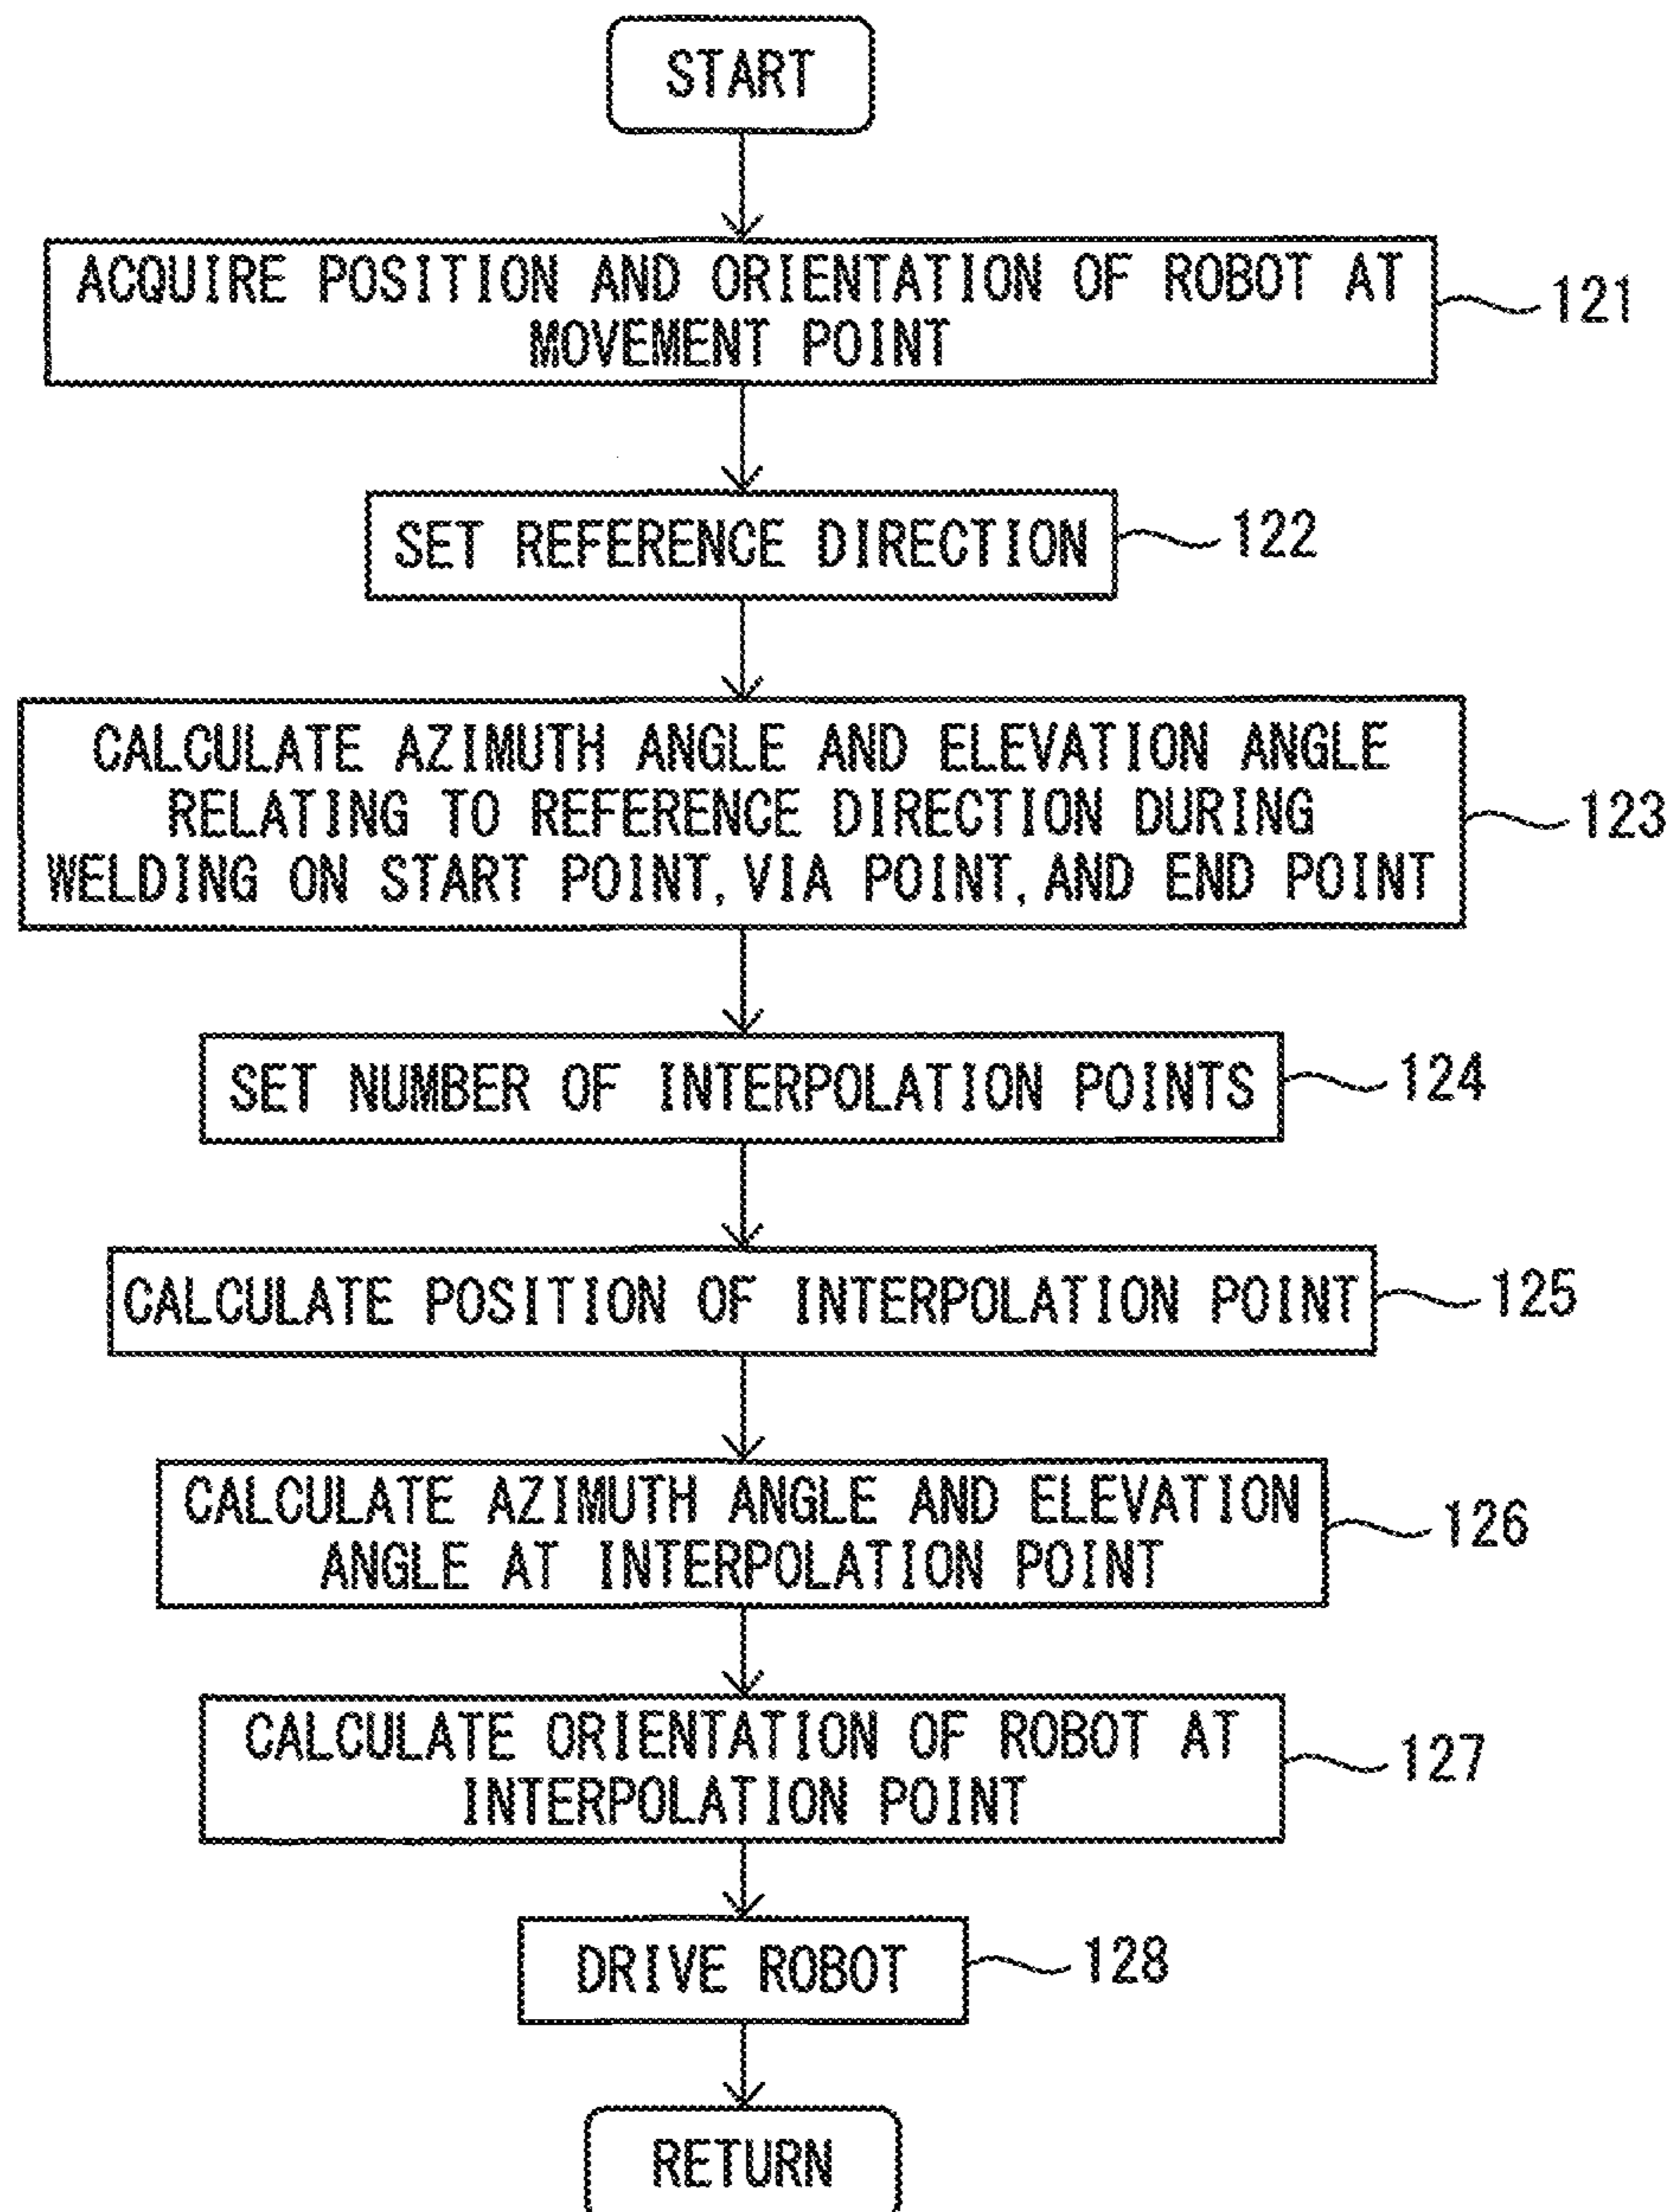 START
ACQUIRE POSITION AND ORIENTATION OF ROBOT AT
MOVEMENT POINT
121
SET REFERENCE DIRECTION
122
CALCULATE AZIMUTH ANGLE AND ELEVATION ANGLE
RELATING TO REFERENCE DIRECTION DURING
WELDING ON START POINT, VIA POINT, AND END POINT
123
SET NUMBER OF INTERPOLATION POINTS
124
CALCULATE POSITION OF INTERPOLATION POINT
125
CALCULATE AZIMUTH ANGLE AND ELEVATION
ANGLE AT INTERPOLATION POINT
126
CALCULATE ORIENTATION OF ROBOT AT
INTERPOLATION POINT
127
DRIVE ROBOT
128
RETURN